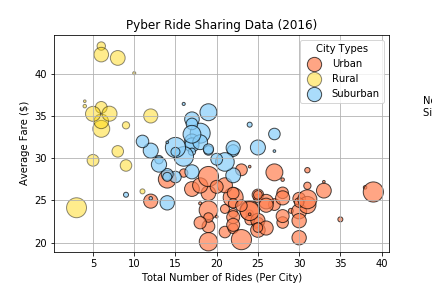 Pyber Ride Sharing Data (2016)
City Types
Urban
Rural
Suburban
Average Fare ($)
40
35
30
25
20
5
10
15
20
25
30
35
40
Total Number of Rides (Per City)